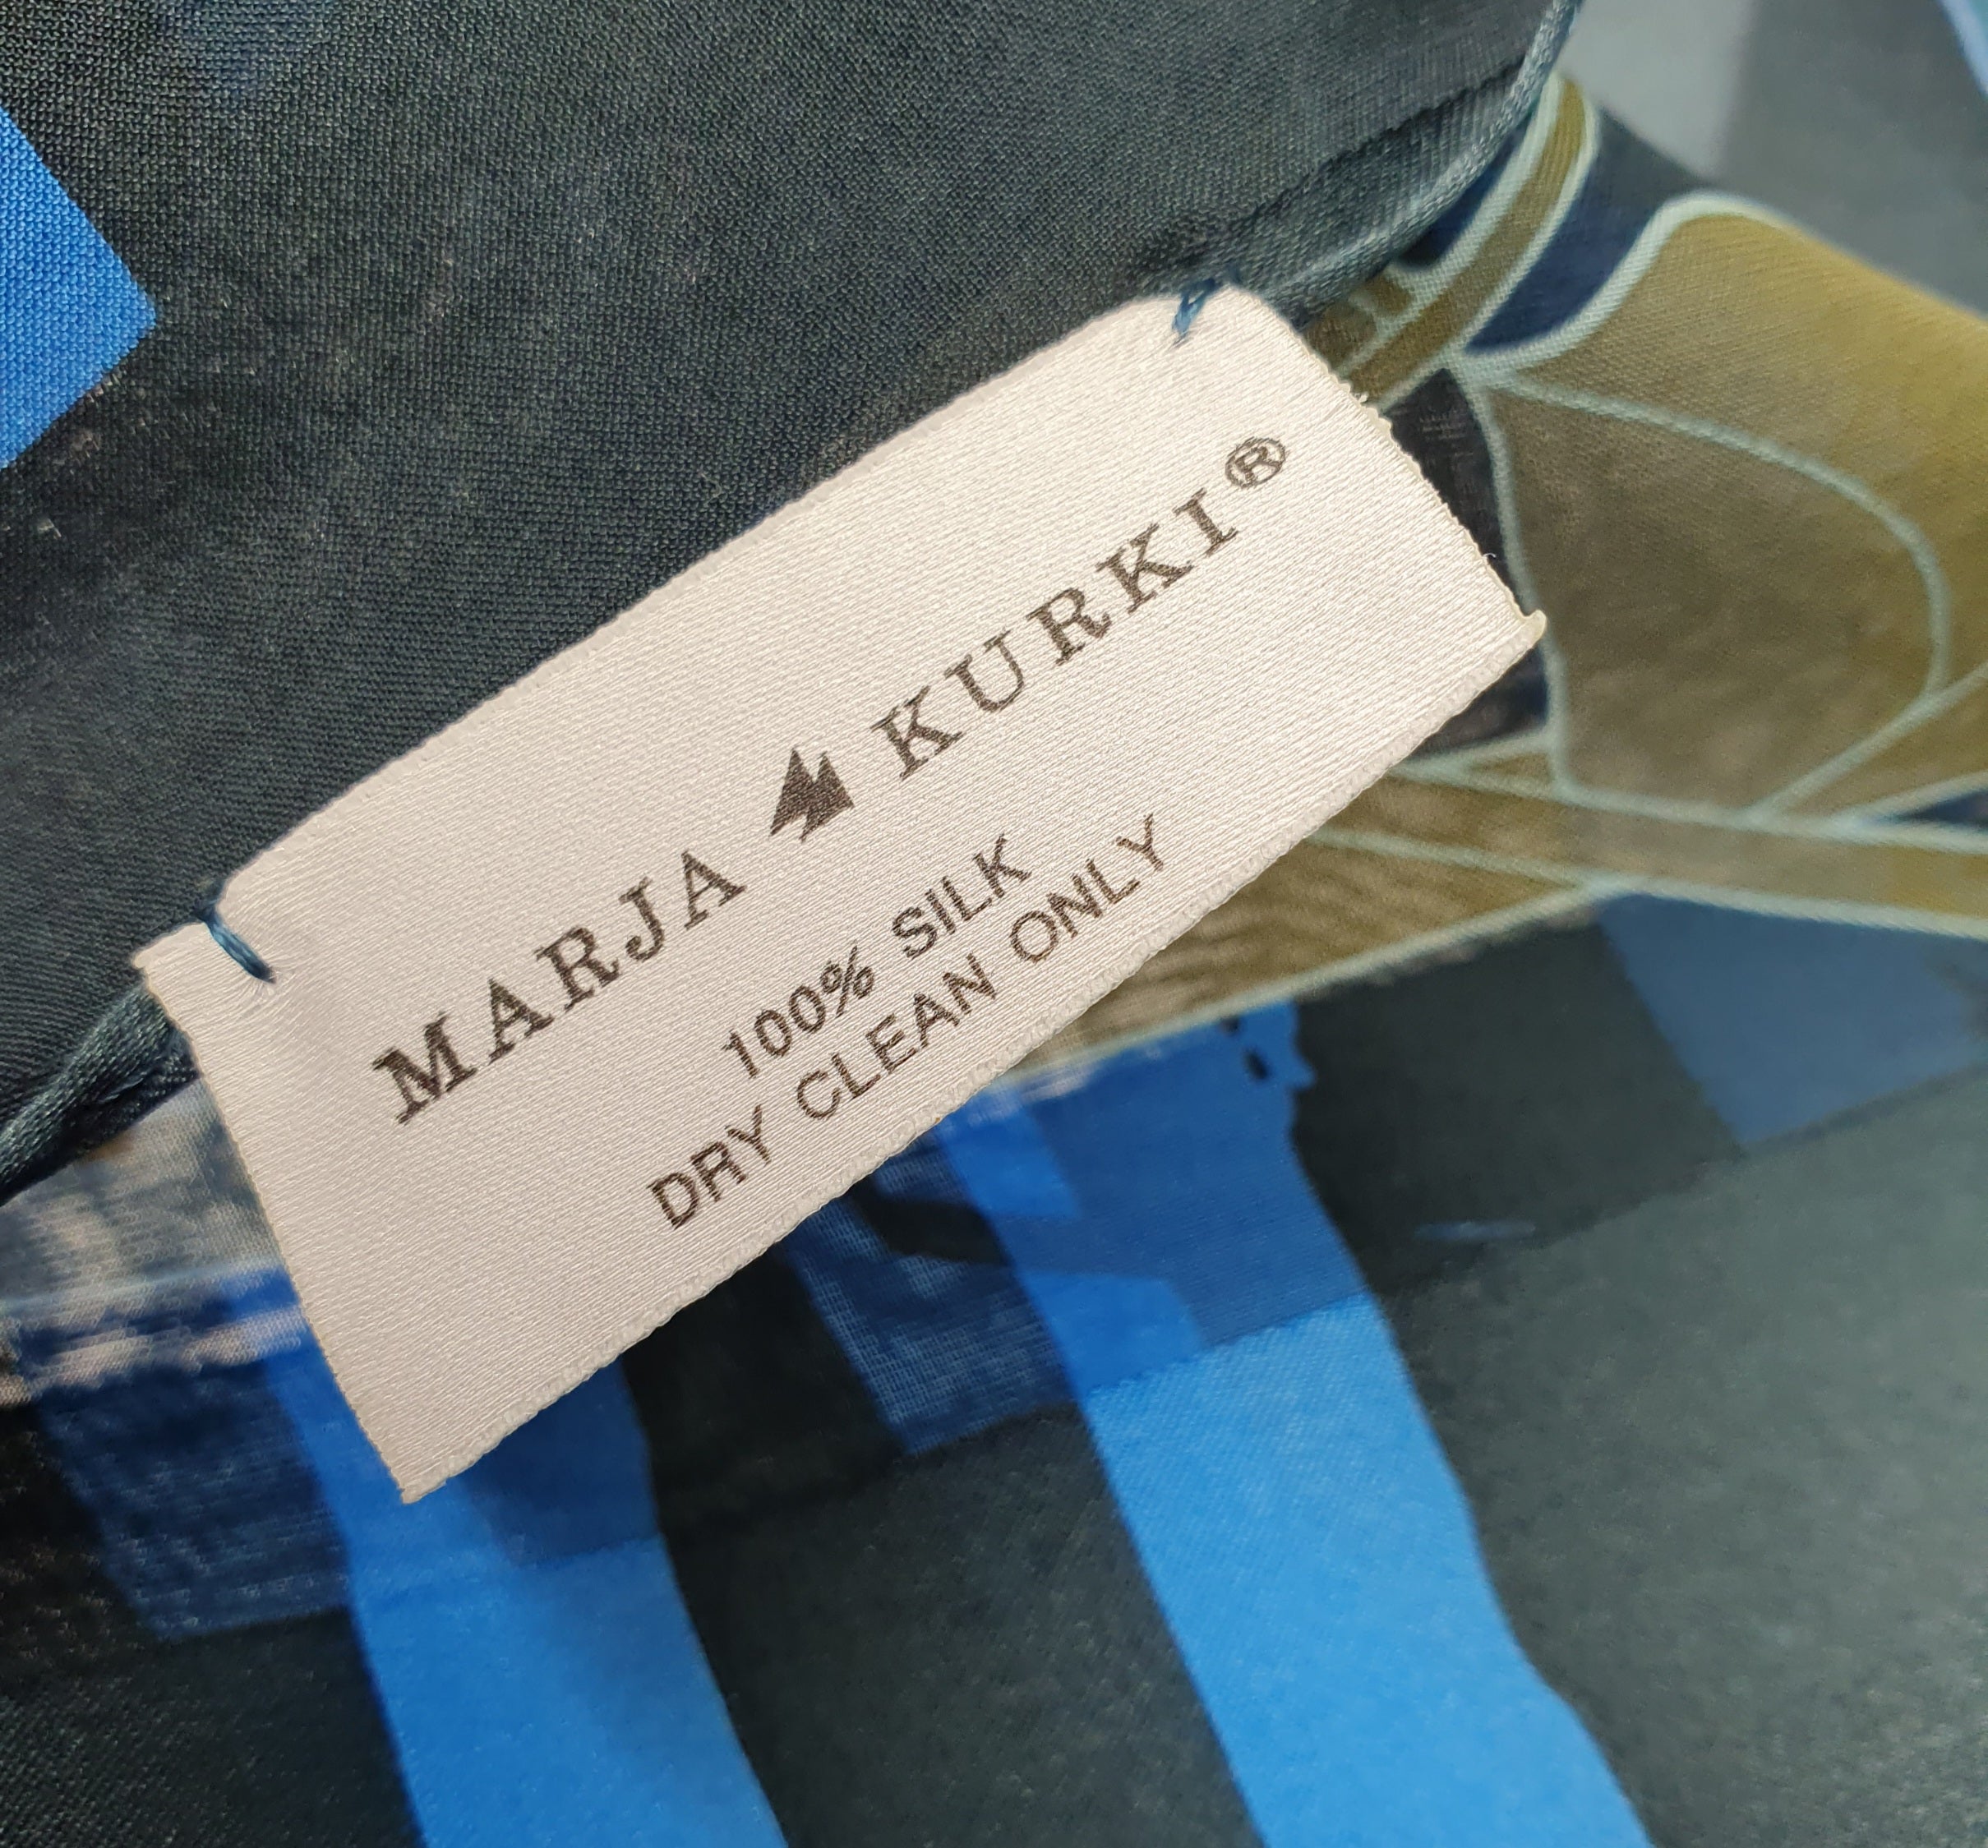 MARJA KURKI®
100% SILK
DRY CLEAN ONLY